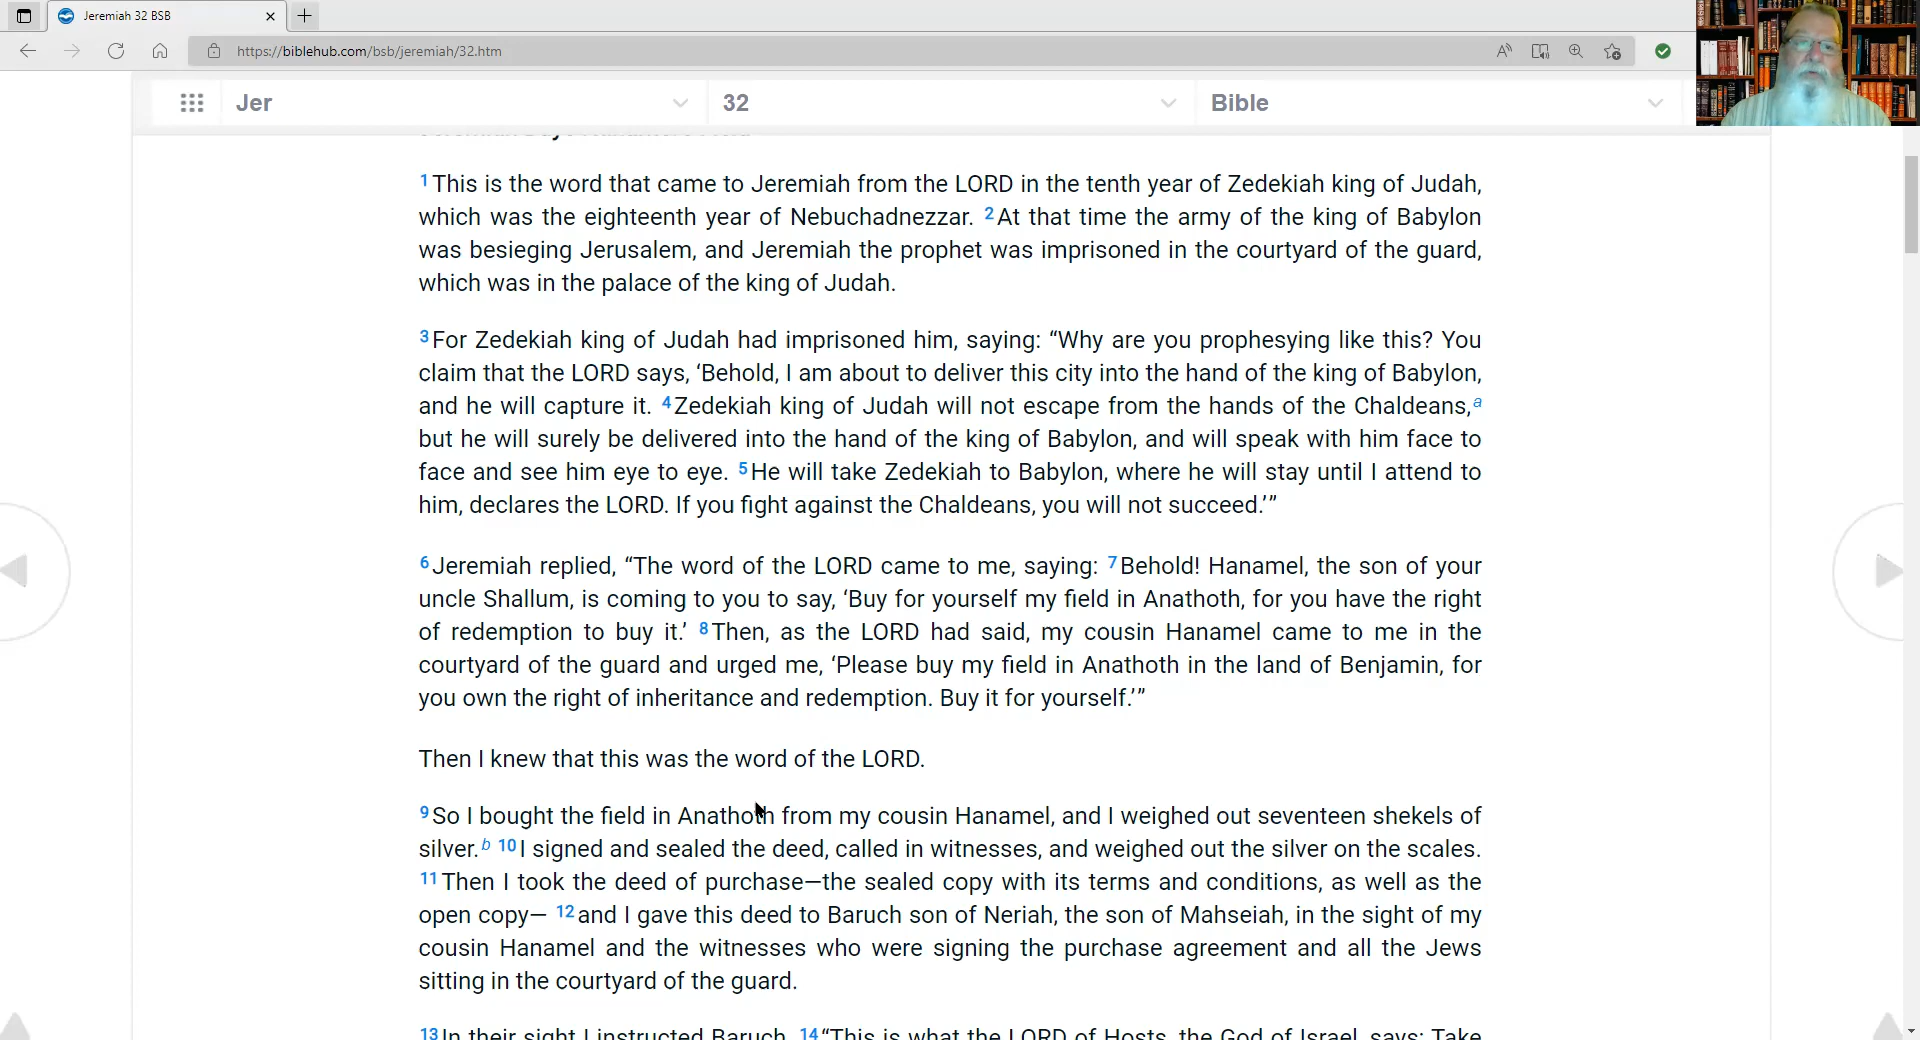 Jeremiah 32 BSB
https://biblehub.com/bsb/jeremiah/32.htm
Jer 32 Bible
1 This is the word that came to Jeremiah from the LORD in the tenth year of Zedekiah king of Judah,
which was the eighteenth year of Nebuchadnezzar. 2 At that time the army of the king of Babylon
was besieging Jerusalem, and Jeremiah the prophet was imprisoned in the courtyard of the guard,
which was in the palace of the king of Judah.
3 For Zedekiah king of Judah had imprisoned him, saying: “Why are you prophesying like this? You
claim that the LORD says, ‘Behold, I am about to deliver this city into the hand of the king of Babylon,
and he will capture it. 4 Zedekiah king of Judah will not escape from the hands of the Chaldeans,a
but he will surely be delivered into the hand of the king of Babylon, and will speak with him face to
face and see him eye to eye. 5 He will take Zedekiah to Babylon, where he will stay until I attend to
him, declares the LORD. If you fight against the Chaldeans, you will not succeed.’”
6 Jeremiah replied, “The word of the LORD came to me, saying: 7 Behold! Hanamel, the son of your
uncle Shallum, is coming to you to say, ‘Buy for yourself my field in Anathoth, for you have the right
of redemption to buy it.’ 8 Then, as the LORD had said, my cousin Hanamel came to me in the
courtyard of the guard and urged me, ‘Please buy my field in Anathoth in the land of Benjamin, for
you own the right of inheritance and redemption. Buy it for yourself.’”
Then I knew that this was the word of the LORD.
9 So I bought the field in Anathoth from my cousin Hanamel, and I weighed out seventeen shekels of
silver.b 10 I signed and sealed the deed, called in witnesses, and weighed out the silver on the scales.
11 Then I took the deed of purchase—the sealed copy with its terms and conditions, as well as the
open copy— 12 and I gave this deed to Baruch son of Neriah, the son of Mahseiah, in the sight of my
cousin Hanamel and the witnesses who were signing the purchase agreement and all the Jews
sitting in the courtyard of the guard.
13 In their sight I instructed Baruch, 14 “This is what the LORD of Hosts, the God of Israel, says: Take